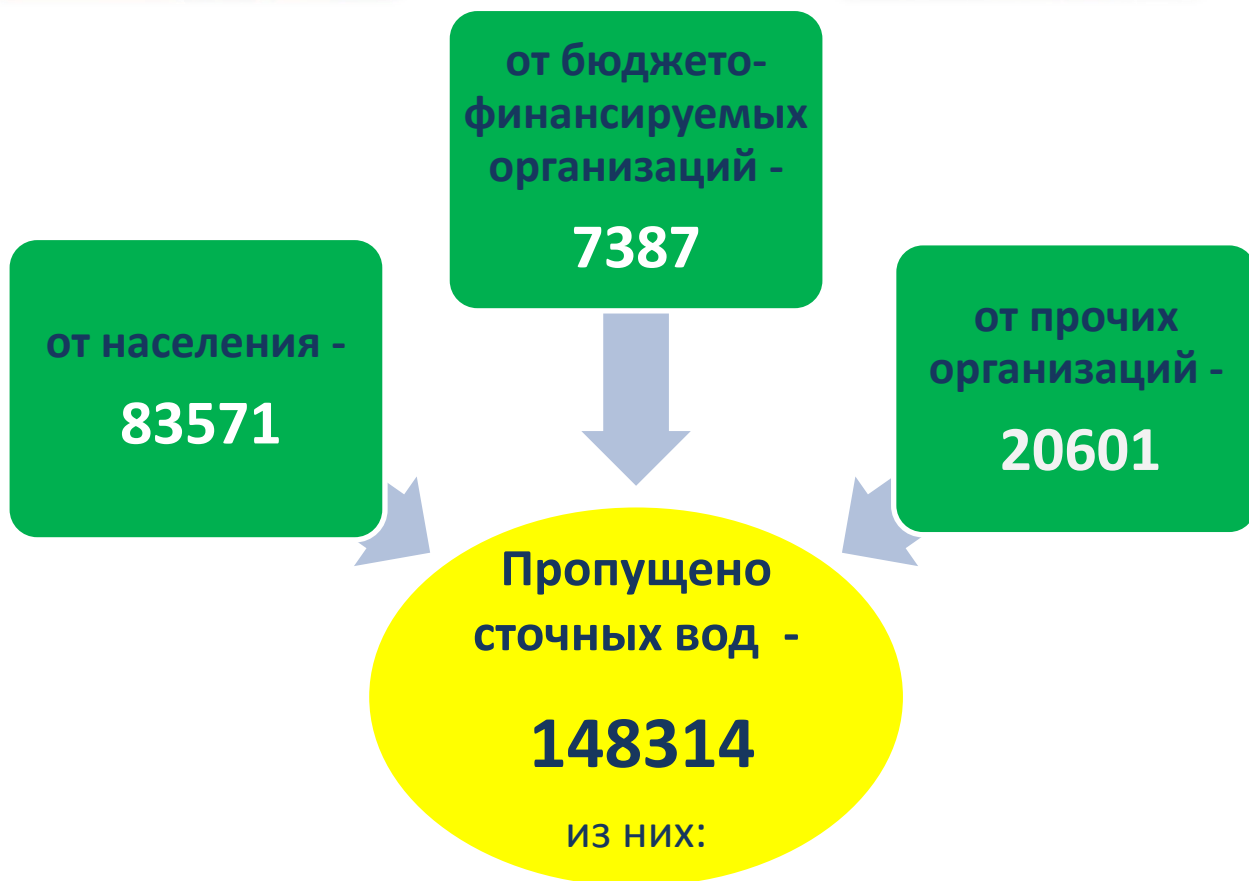 от бюджето-
финансируемых
организаций -
7387
от населения -
83571
от прочих
организаций -
20601
Пропущено
сточных вод -
148314
из них: